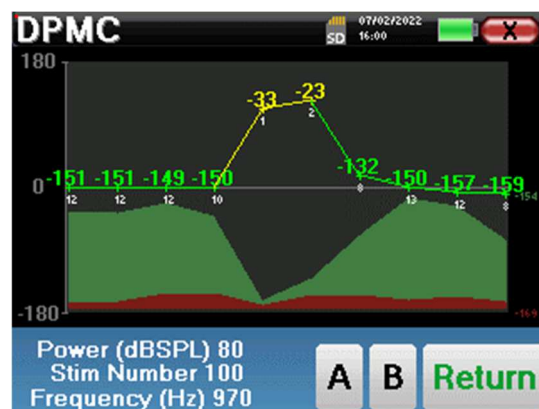 DPMC
SD
07/02/2022
16:00
X
180
-33
-23
1
2
-151 -151 -149 -150
-132
-150 -157 -159
0
12 12 12 10
8
13 12 8
-154
-180
-169
Power (dBSPL) 80
Stim Number 100
Frequency (Hz) 970
A
B
Return